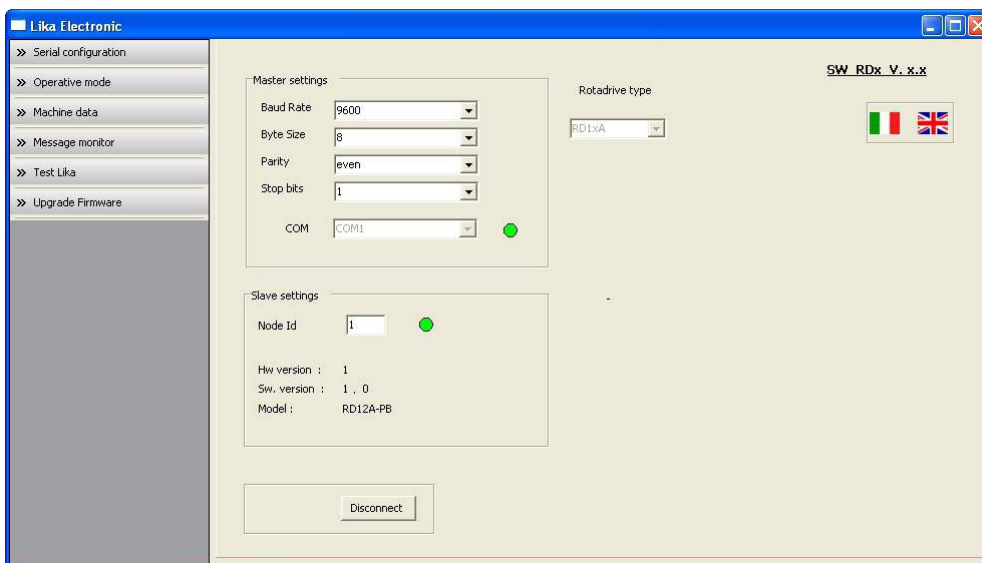 Lika Electronic
» Serial configuration
» Operative mode
» Machine data
» Message monitor
» Test Lika
» Upgrade Firmware
SW RDx V. x.x
Master settings
Baud Rate 9600
Byte Size 8
Parity even
Stop bits 1
COM COM1
Rotadrive type
RD1xA
Slave settings
Node Id 1
Hw version : 1
Sw. version : 1 , 0
Model : RD12A-PB
-
Disconnect